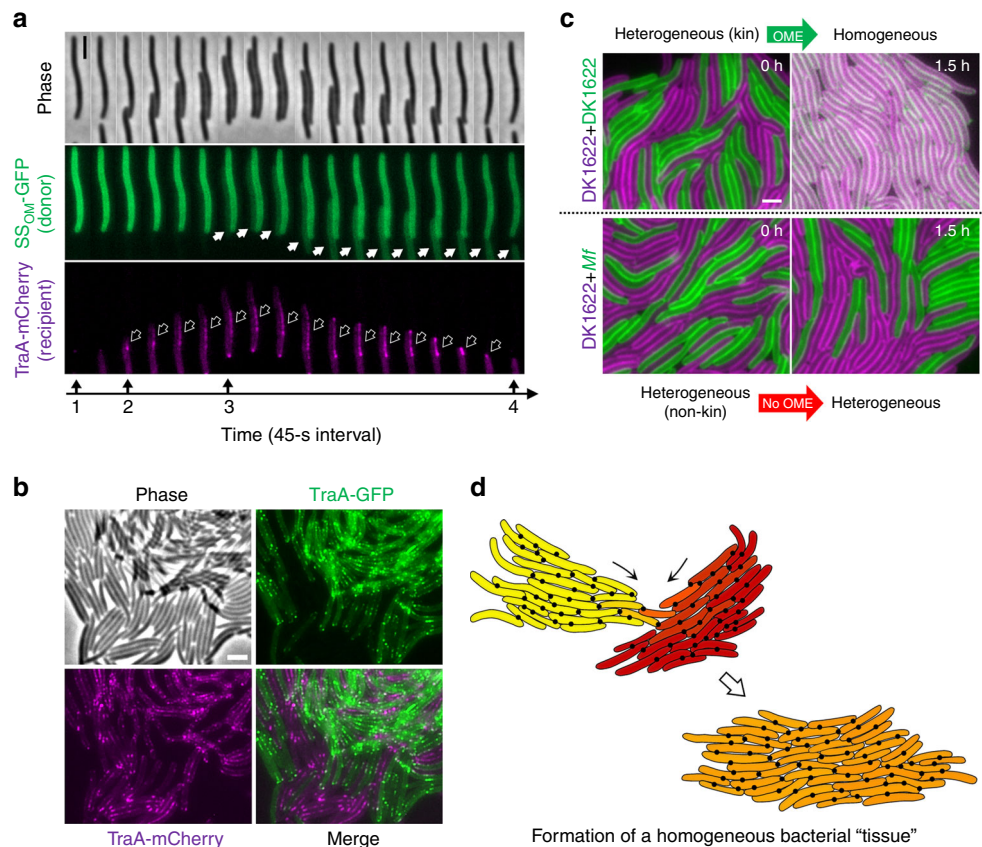 a
Phase
SSOM-GFP
(donor)
TraA-mCherry
(recipient)
1 2 3 4
Time (45-s interval)
b
Phase TraA-GFP
TraA-mCherry Merge
c
Heterogeneous (kin) OME Homogeneous
DK1622+DK1622
0 h 1.5 h
DK1622+Mf
0 h 1.5 h
Heterogeneous
(non-kin) No OME Heterogeneous
d
Formation of a homogeneous bacterial “tissue”